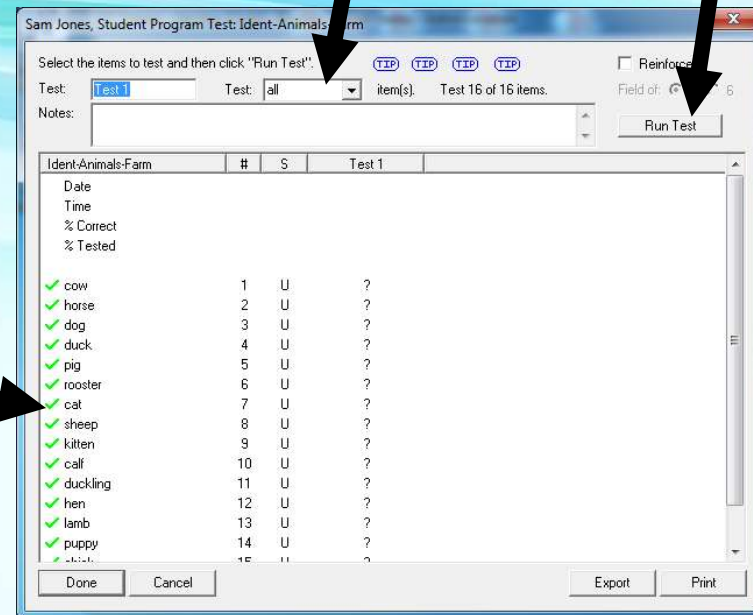 Sam Jones, Student Program Test: Ident-Animals-Farm
Select the items to test and then click "Run Test". TIP TIP TIP TIP
Test: Test 1 Test: all item(s). Test 16 of 16 items. Field of: 6
Notes:
Run Test
Ident-Animals-Farm # S Test 1
Date
Time
% Correct
% Tested
cow 1 U ?
horse 2 U ?
dog 3 U ?
duck 4 U ?
pig 5 U ?
rooster 6 U ?
cat 7 U ?
sheep 8 U ?
kitten 9 U ?
calf 10 U ?
duckling 11 U ?
hen 12 U ?
lamb 13 U ?
puppy 14 U ?
Done Cancel Export Print